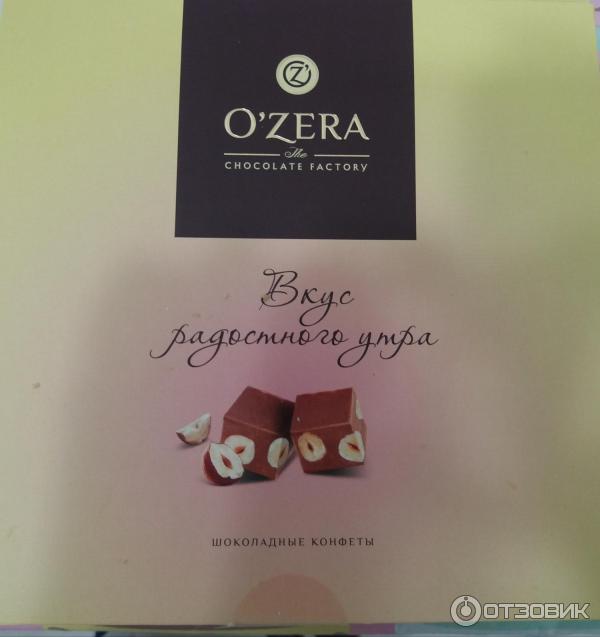 O'ZERA
The
CHOCOLATE FACTORY
Вкус
радостного утра
ШОКОЛАДНЫЕ КОНФЕТЫ
ОТЗОВИК